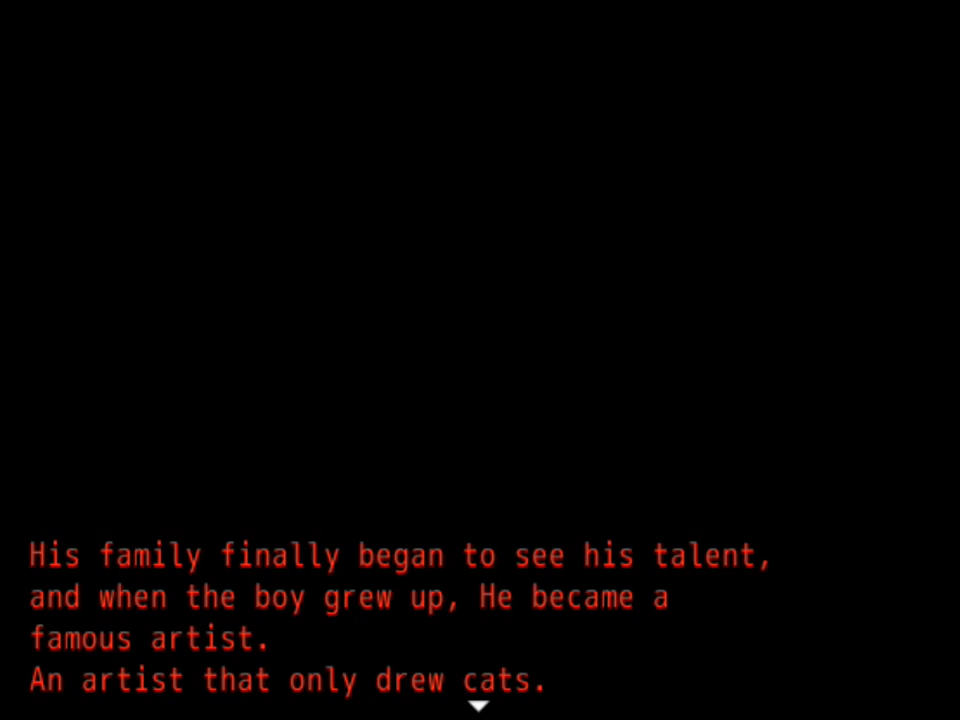 His family finally began to see his talent,
and when the boy grew up, He became a
famous artist.
An artist that only drew cats.